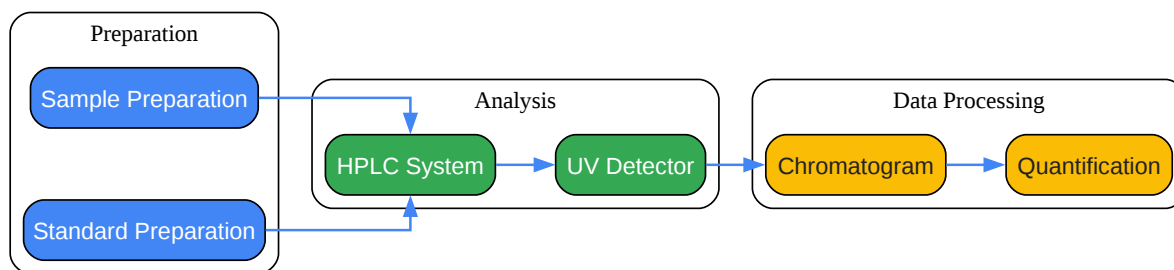 Preparation
Sample Preparation
Standard Preparation
Analysis
HPLC System
UV Detector
Data Processing
Chromatogram
Quantification